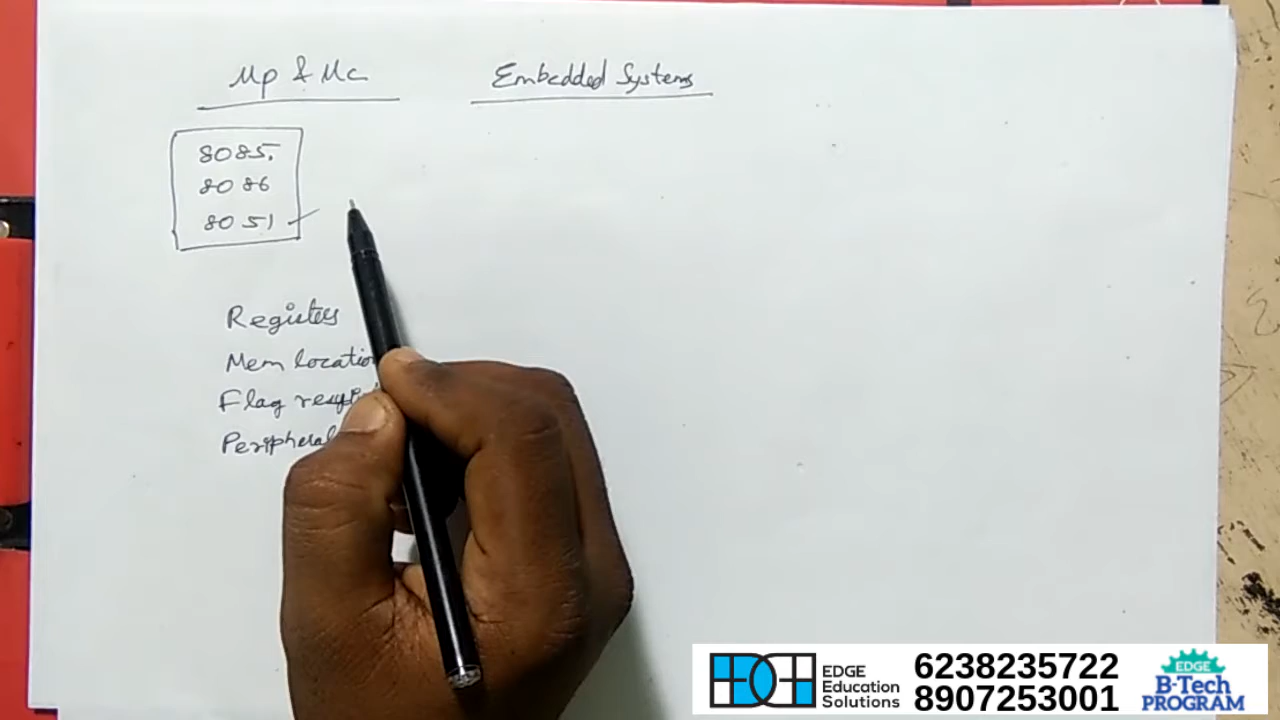 Mp & Mc
Embedded Systems
8085.
8086
8051
Registers
Mem location
Flag
Peripheral
EDGE
Education
Solutions
6238235722
8907253001
EDGE
B-Tech
PROGRAM